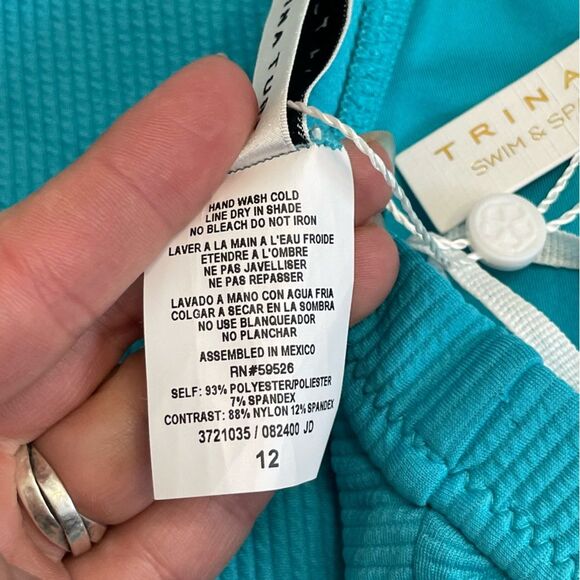 HAND WASH COLD
LINE DRY IN SHADE
NO BLEACH DO NOT IRON
LAVER A LA MAIN A L'EAU FROIDE
ETENDRE A L'OMBRE
NE PAS JAVELLISER
NE PAS REPASSER
LAVADO A MANO CON AGUA FRIA
COLGAR A SECAR EN LA SOMBRA
NO USE BLANQUEADOR
NO PLANCHAR
ASSEMBLED IN MEXICO
RN#59526
SELF: 93% POLYESTER/POLIESTER
7% SPANDEX
CONTRAST: 88% NYLON 12% SPANDEX
3721035 / 082400 JD
12
TRINA
SWIM &